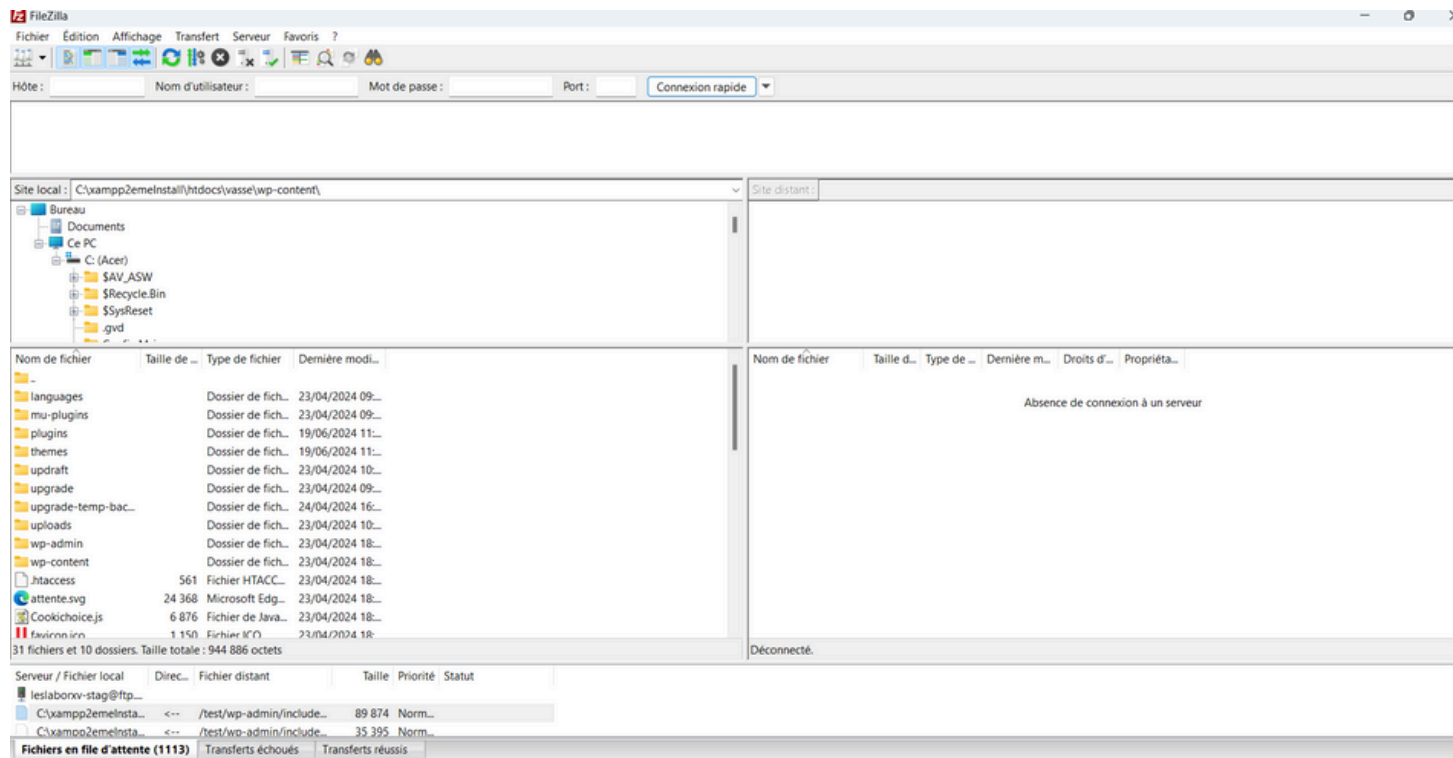 FileZilla
Fichier Édition Affichage Transfert Serveur Favoris ?
Hôte : Nom d'utilisateur : Mot de passe : Port : Connexion rapide
Site local : C:\xampp2emeInstall\htdocs\vasse\wp-content\ Site distant :
Bureau
Documents
Ce PC
C: (Acer)
$AV_ASW
$Recycle.Bin
$SysReset
.gvd
Nom de fichier Taille de ... Type de fichier Dernière modi... Nom de fichier Taille d... Type de ... Dernière m... Droits d'... Propriéta...
..
languages Dossier de fich... 23/04/2024 09:...
mu-plugins Dossier de fich... 23/04/2024 09:...
plugins Dossier de fich... 19/06/2024 11:...
themes Dossier de fich... 19/06/2024 11:...
updraft Dossier de fich... 23/04/2024 10:...
upgrade Dossier de fich... 23/04/2024 09:...
upgrade-temp-bac... Dossier de fich... 24/04/2024 16:...
uploads Dossier de fich... 23/04/2024 10:...
wp-admin Dossier de fich... 23/04/2024 18:...
wp-content Dossier de fich... 23/04/2024 18:...
.htaccess 561 Fichier HTACC... 23/04/2024 18:...
attente.svg 24 368 Microsoft Edg... 23/04/2024 18:...
Cookichoice.js 6 876 Fichier de Java... 23/04/2024 18:...
favicon.ico 1 150 Fichier ICO 23/04/2024 18:
Absence de connexion à un serveur
31 fichiers et 10 dossiers. Taille totale : 944 886 octets Déconnecté.
Serveur / Fichier local Direc... Fichier distant Taille Priorité Statut
leslaborxv-stag@ftp....
C:\xampp2emeInsta... <-- /test/wp-admin/include... 89 874 Norm...
C:\xampp2emeInsta... <-- /test/wp-admin/include... 35 395 Norm...
Fichiers en file d'attente (1113) Transferts échoués Transferts réussis